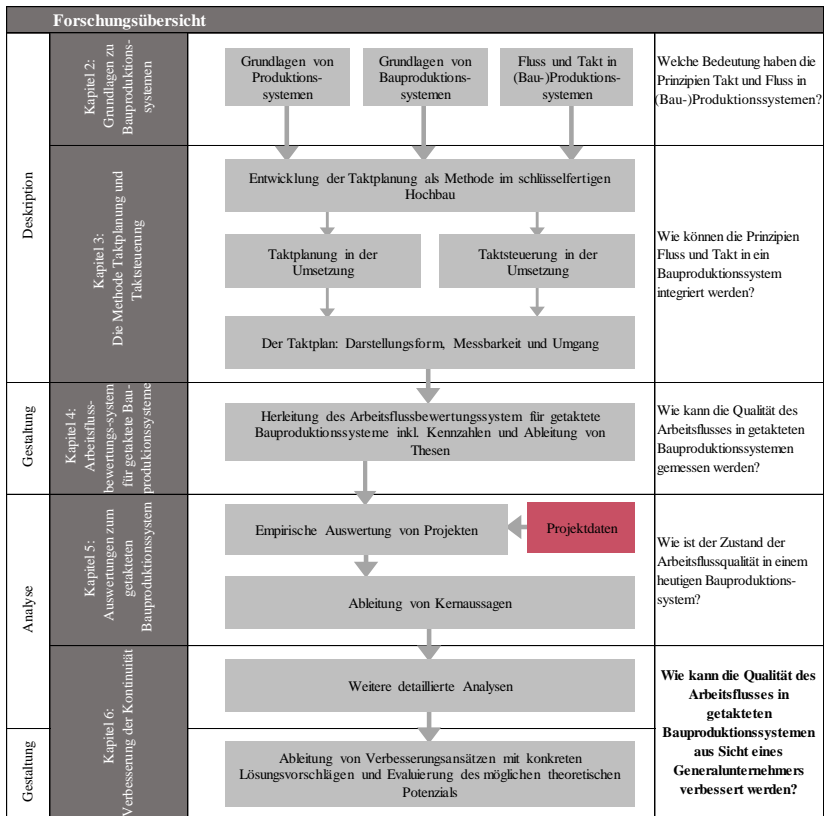 Forschungsübersicht
Deskription
Kapitel 2:
Grundlagen zu
Bauproduktions-
systemen
Grundlagen von
Produktions-
systemen
Grundlagen von
Bauproduktions-
systemen
Fluss und Takt in
(Bau-)Produktions-
systemen
Welche Bedeutung haben die
Prinzipien Takt und Fluss in
(Bau-)Produktionssystemen?
Kapitel 3:
Die Methode Taktplanung und
Taktsteuerung
Entwicklung der Taktplanung als Methode im schlüsselfertigen
Hochbau
Taktplanung in der
Umsetzung
Taktsteuerung in der
Umsetzung
Der Taktplan: Darstellungsform, Messbarkeit und Umgang
Wie können die Prinzipien
Fluss und Takt in ein
Bauproduktionssystem
integriert werden?
Gestaltung
Kapitel 4:
Arbeitsfluss-
bewertungs-system
für getaktete Bau-
produkionssysteme
Herleitung des Arbeitsflussbewertungssystem für getaktete
Bauproduktionssysteme inkl. Kennzahlen und Ableitung von
Thesen
Wie kann die Qualität des
Arbeitsflusses in getakteten
Bauproduktionssystemen
gemessen werden?
Analyse
Kapitel 5:
Auswertungen zum
getakteten
Bauproduktionssystem
Empirische Auswertung von Projekten
Projektdaten
Ableitung von Kernaussagen
Wie ist der Zustand der
Arbeitsflussqualität in einem
heutigen Bauproduktions-
system?
Kapitel 6:
Verbesserung der Kontinuität
Weitere detaillierte Analysen
Wie kann die Qualität des
Arbeitsflusses in
getakteten
Bauproduktionssystemen
aus Sicht eines
Generalunternehmers
verbessert werden?
Gestaltung
Ableitung von Verbesserungsansätzen mit konkreten
Lösungsvorschlägen und Evaluierung des möglichen theoretischen
Potenzials